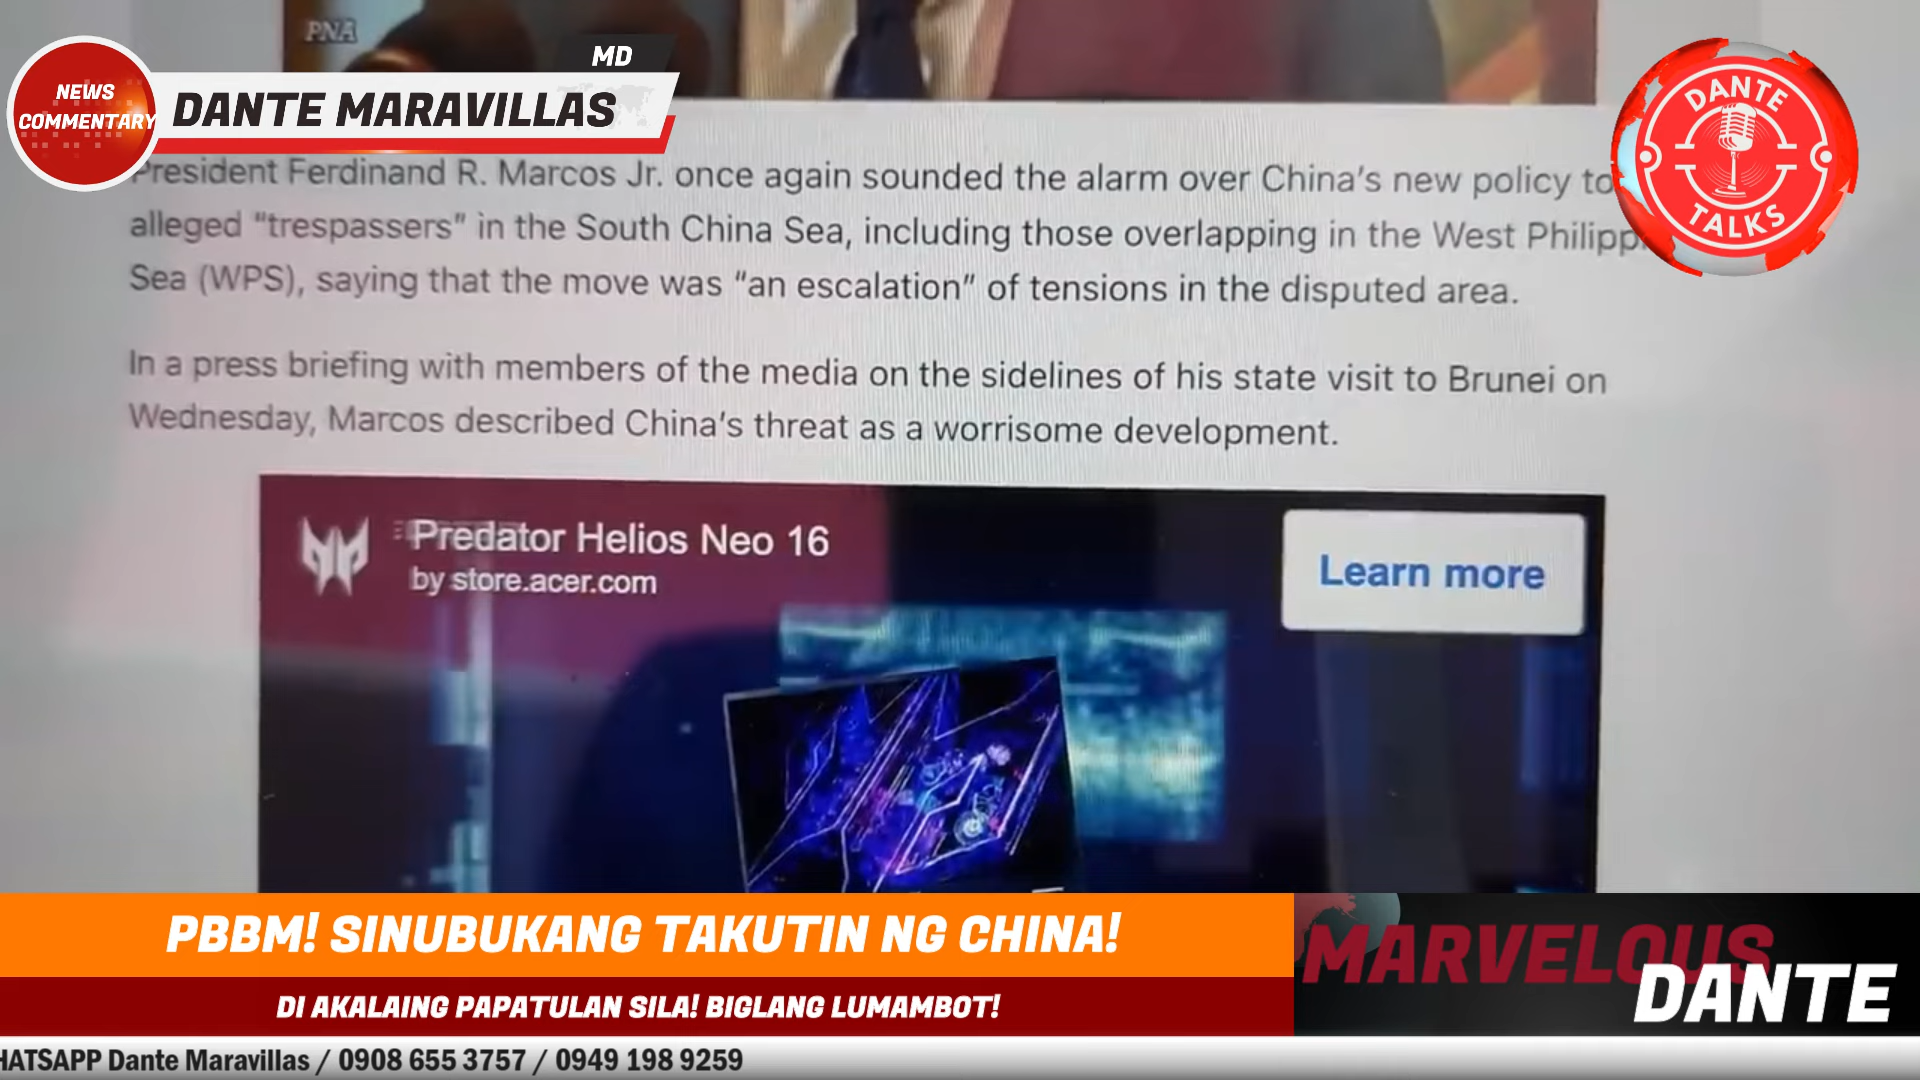 PNA
MD
NEWS
COMMENTARY
DANTE MARAVILLAS
DANTE
TALKS
President Ferdinand R. Marcos Jr. once again sounded the alarm over China's new policy to
alleged "trespassers" in the South China Sea, including those overlapping in the West Philipp
Sea (WPS), saying that the move was "an escalation" of tensions in the disputed area.
In a press briefing with members of the media on the sidelines of his state visit to Brunei on
Wednesday, Marcos described China's threat as a worrisome development.
Predator Helios Neo 16
by store.acer.com
Learn more
PBBM! SINUBUKANG TAKUTIN NG CHINA!
DI AKALAING PAPATULAN SILA! BIGLANG LUMAMBOT!
MARVELOUS
DANTE
HATSAPP Dante Maravillas / 0908 655 3757 / 0949 198 9259